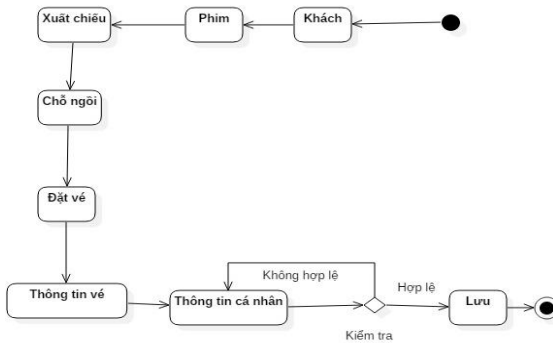 Xuất chiếu
Phim
Khách
Chỗ ngồi
Đặt vé
Thông tin vé
Thông tin cá nhân
Không hợp lệ
Hợp lệ
Lưu
Kiểm tra